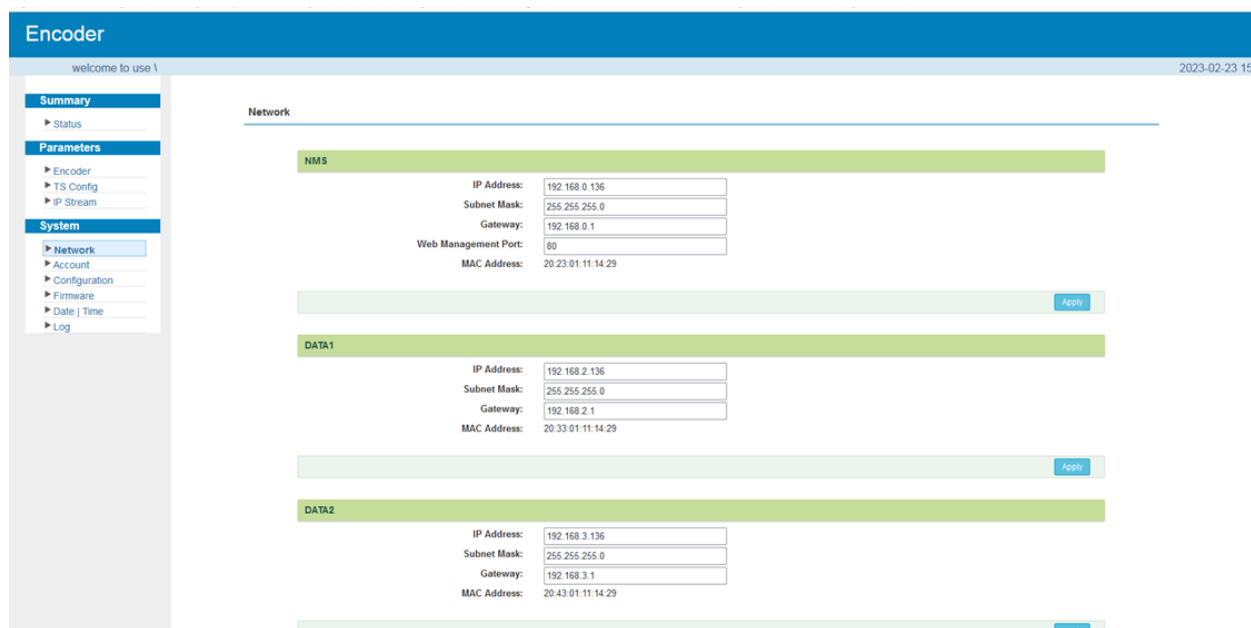 Encoder
welcome to use \
2023-02-23 15
Summary
Status
Parameters
Encoder
TS Config
IP Stream
System
Network
Account
Configuration
Firmware
Date | Time
Log
Network
NMS
IP Address: 192.168.0.136
Subnet Mask: 255.255.255.0
Gateway: 192.168.0.1
Web Management Port: 80
MAC Address: 20:23:01:11:14:29
Apply
DATA1
IP Address: 192.168.2.136
Subnet Mask: 255.255.255.0
Gateway: 192.168.2.1
MAC Address: 20:33:01:11:14:29
Apply
DATA2
IP Address: 192.168.3.136
Subnet Mask: 255.255.255.0
Gateway: 192.168.3.1
MAC Address: 20:43:01:11:14:29